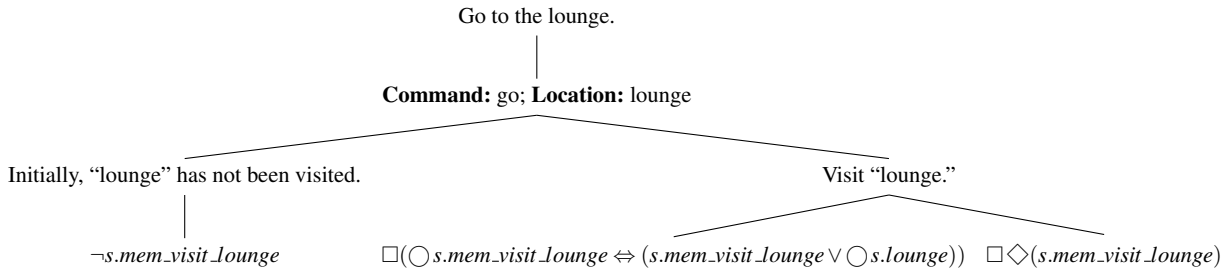 Go to the lounge.
Command: go; Location: lounge
Initially, “lounge” has not been visited.
Visit “lounge.”
¬s.mem_visit_lounge
□(◯ s.mem_visit_lounge ⇔ (s.mem_visit_lounge ∨ ◯ s.lounge))
□◇(s.mem_visit_lounge)